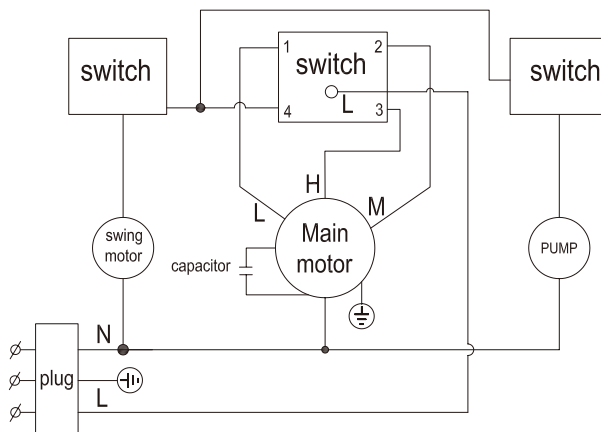 switch
1
2
switch
L
4
3
switch
H
L
M
swing
motor
Main
motor
PUMP
capacitor
N
plug
L